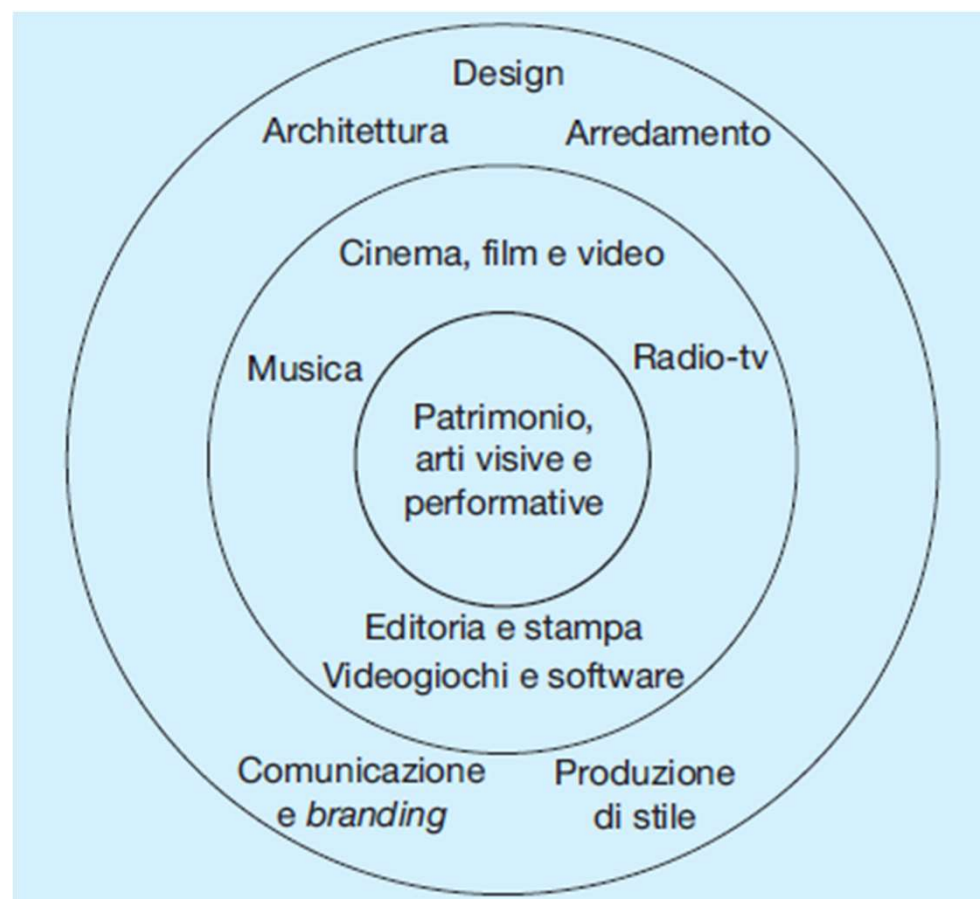 Design
Architettura
Arredamento
Cinema, film e video
Musica
Radio-tv
Patrimonio,
arti visive e
performative
Editoria e stampa
Videogiochi e software
Comunicazione
e branding
Produzione
di stile